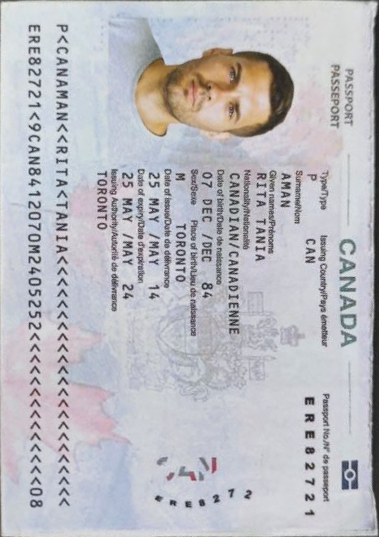 PASSPORT
PASSEPORT
CANADA
Type/Type
Issuing Country/Pays émetteur
Passport No./N° de passeport
P
CAN
ERE82721
Surname/Nom
AMAN
Given names/Prénoms
RITA TANIA
Nationality/Nationalité
CANADIAN/CANADIENNE
Date of birth/Date de naissance
07 DEC /DEC 84
Sex/Sexe
Place of birth/Lieu de naissance
M
TORONTO
Date of issue/Date de délivrance
25 MAY/MAY 14
Date of expiry/Date d'expiration
25 MAY/MAY 24
Issuing Authority/Autorité de délivrance
TORONTO
ERE8272
P<CANAMAN<<RITA<TANIA<<<<<<<<<<<<<<<<<<<<<<<
ERE82721<9CAN8412070M2405252<<<<<<<<<<<<<<08